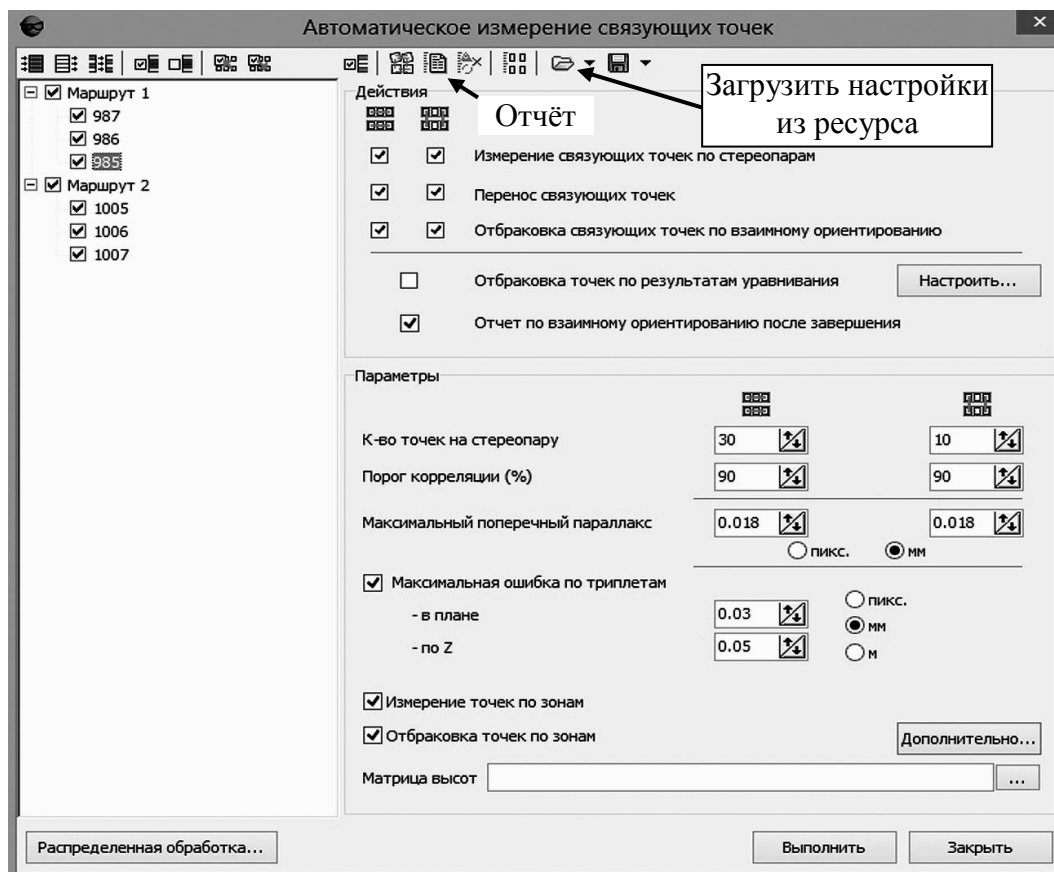 Автоматическое измерение связующих точек
Маршрут 1
987
986
985
Маршрут 2
1005
1006
1007
Отчёт
Загрузить настройки
из ресурса
Действия
Измерение связующих точек по стереопарам
Перенос связующих точек
Отбраковка связующих точек по взаимному ориентированию
Отбраковка точек по результатам уравнивания
Настроить...
Отчет по взаимному ориентированию после завершения
Параметры
К-во точек на стереопару 30 10
Порог корреляции (%) 90 90
Максимальный поперечный параллакс 0.018 0.018
пикс. мм
Максимальная ошибка по триплетам
- в плане 0.03
- по Z 0.05
пикс.
мм
м
Измерение точек по зонам
Отбраковка точек по зонам
Дополнительно...
Матрица высот ...
Распределенная обработка...
Выполнить
Закрыть